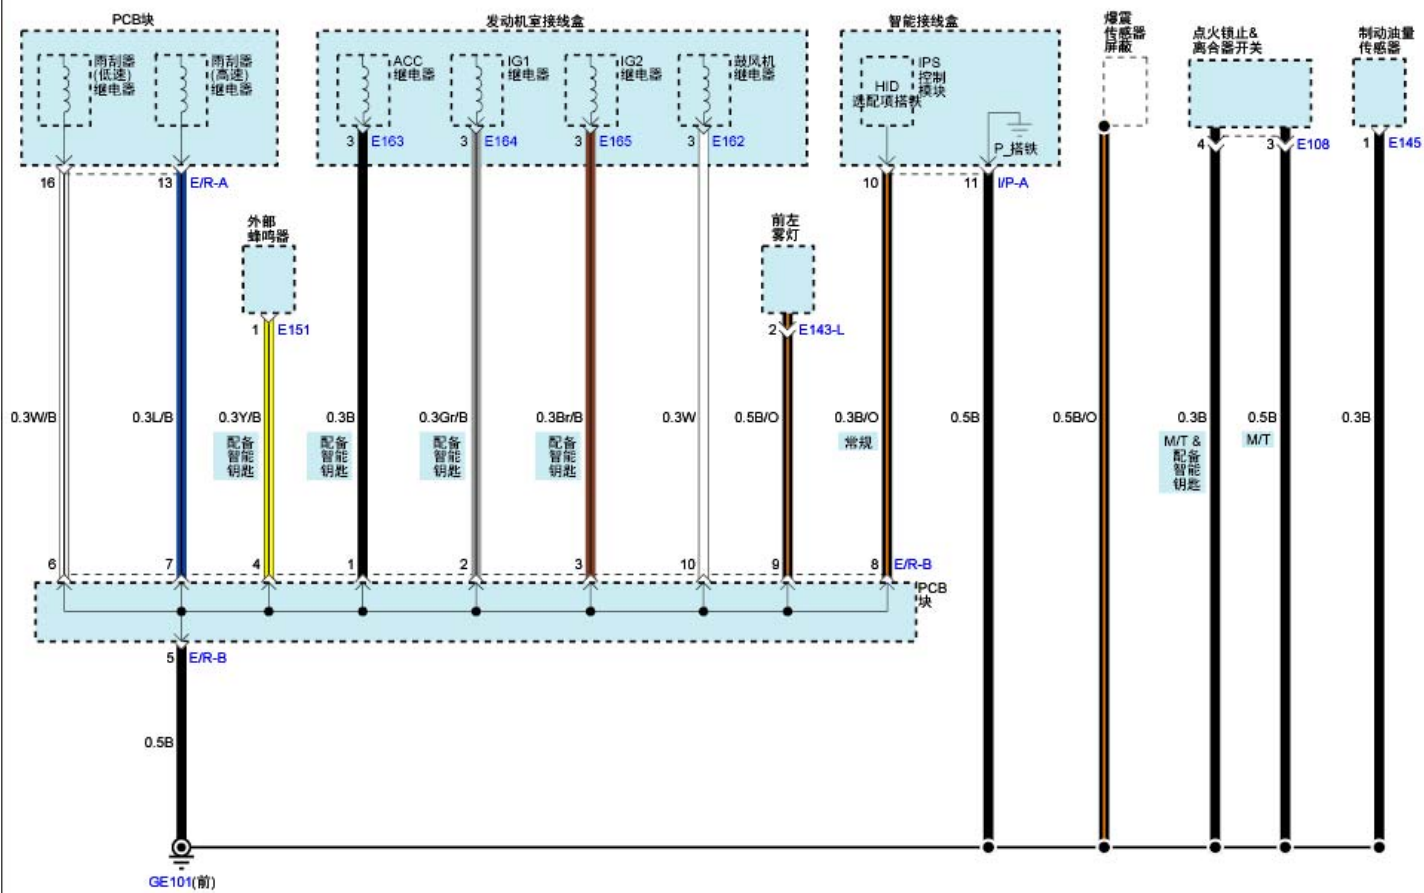 PCB块
发动机室接线盒
智能接线盒
爆震
传感器
屏蔽
点火锁止&
离合器开关
制动油量
传感器
雨刮器
(低速)
继电器
雨刮器
(高速)
继电器
ACC
继电器
IG1
继电器
IG2
继电器
鼓风机
继电器
HID
选配项搭铁
IPS
控制
模块
P_搭铁
3 E163
3 E164
3 E165
3 E162
4
3 E108
1 E145
16
13 E/R-A
10
11 I/P-A
外部
蜂鸣器
前左
雾灯
1 E151
2 E143-L
0.3W/B
0.3L/B
0.3Y/B
0.3B
0.3Gr/B
0.3Br/B
0.3W
0.5B/O
0.3B/O
0.5B
0.5B/O
0.3B
0.5B
0.3B
配备
智能
钥匙
配备
智能
钥匙
配备
智能
钥匙
配备
智能
钥匙
常规
M/T &
配备
智能
钥匙
M/T
6
7
4
1
2
3
10
9
8 E/R-B
PCB
块
5 E/R-B
0.5B
GE101(前)